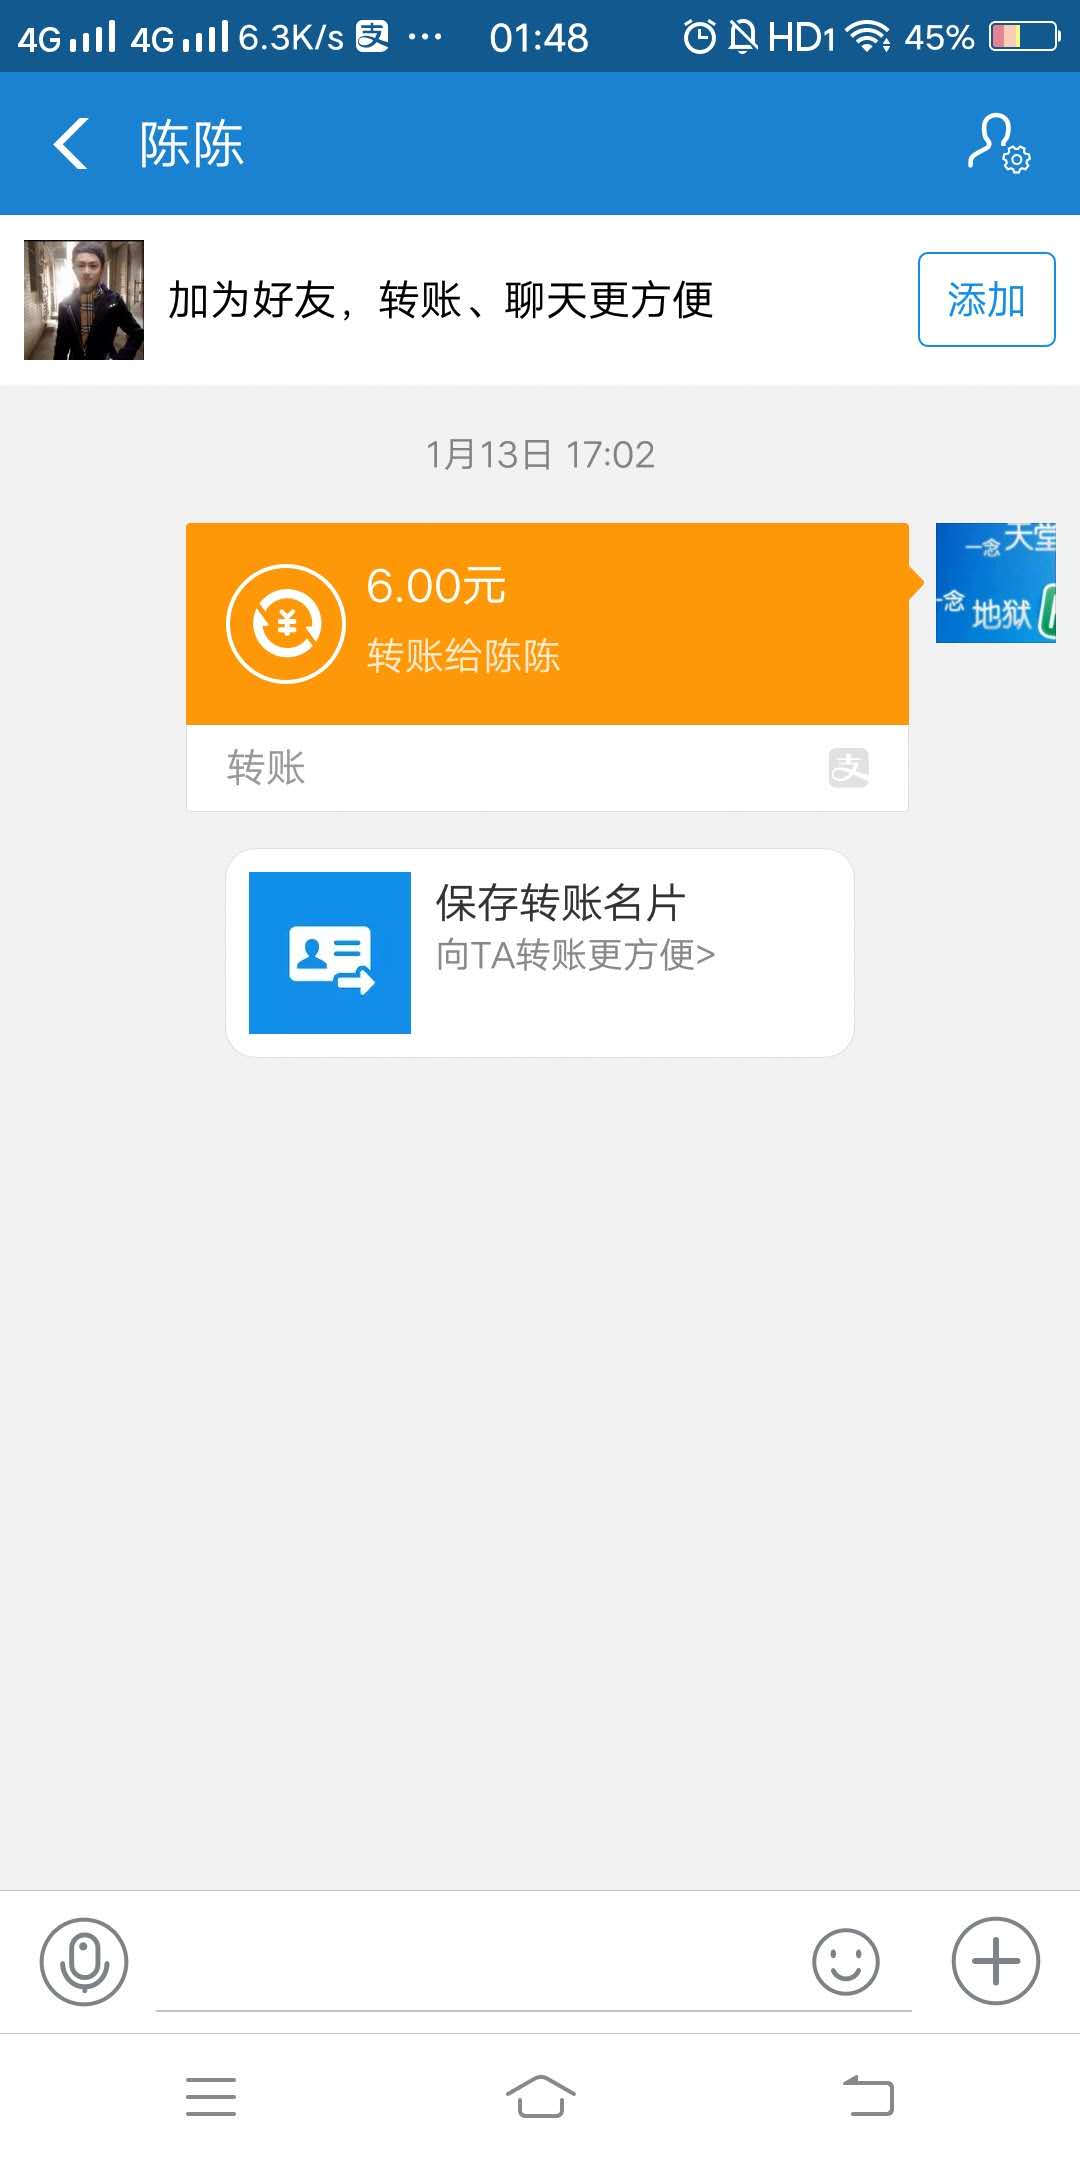 4G 4G 6.3K/s 支 ··· 01:48 HD1 45%
陈陈
加为好友，转账、聊天更方便
添加
1月13日 17:02
6.00元
转账给陈陈
一念天堂
一念地狱
转账
支
保存转账名片
向TA转账更方便>